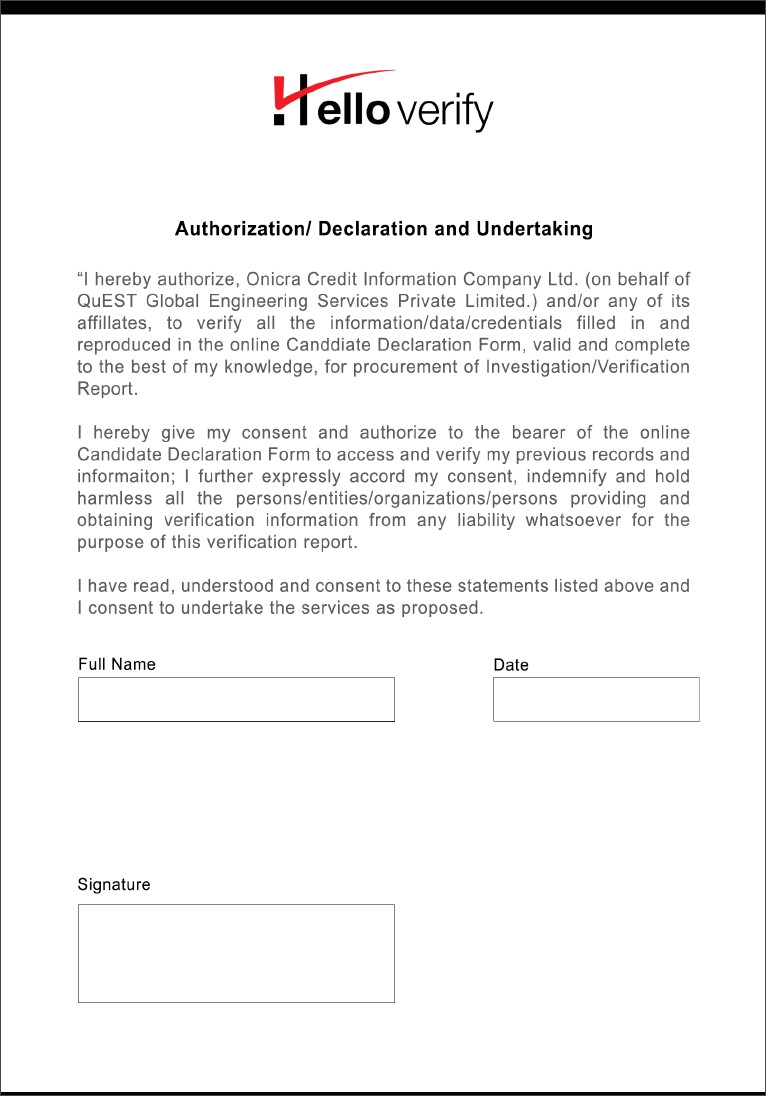 Hello verify
Authorization/ Declaration and Undertaking
“I hereby authorize, Onicra Credit Information Company Ltd. (on behalf of
QuEST Global Engineering Services Private Limited.) and/or any of its
affiliates, to verify all the information/data/credentials filled in and
reproduced in the online Canddiate Declaration Form, valid and complete
to the best of my knowledge, for procurement of Investigation/Verification
Report.
I hereby give my consent and authorize to the bearer of the online
Candidate Declaration Form to access and verify my previous records and
informaiton; I further expressly accord my consent, indemnify and hold
harmless all the persons/entities/organizations/persons providing and
obtaining verification information from any liability whatsoever for the
purpose of this verification report.
I have read, understood and consent to these statements listed above and
I consent to undertake the services as proposed.
Full Name
Date
Signature